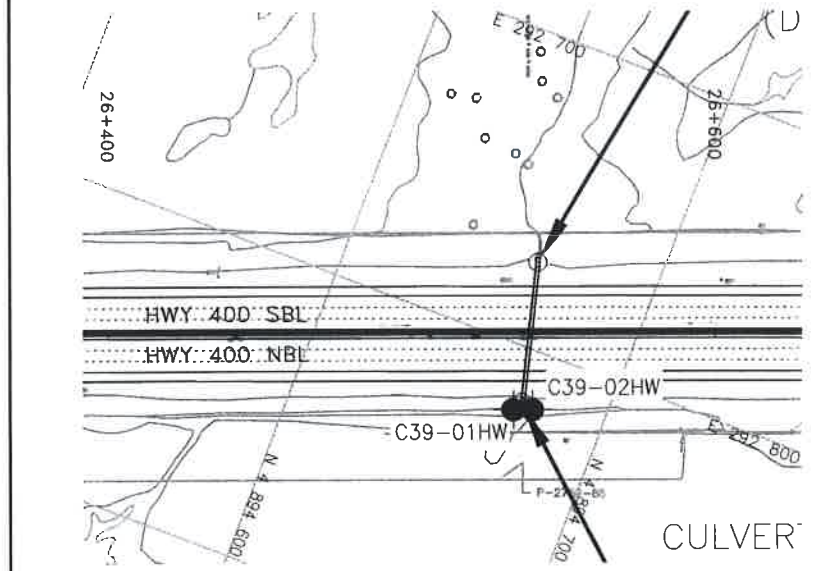 (D
E 292 700
26+400
26+600
HWY 400 SBL
HWY 400 NBL
C39-02HW
C39-01HW
E 292 800
N 4 894 600
N 4 894 700
CULVERT